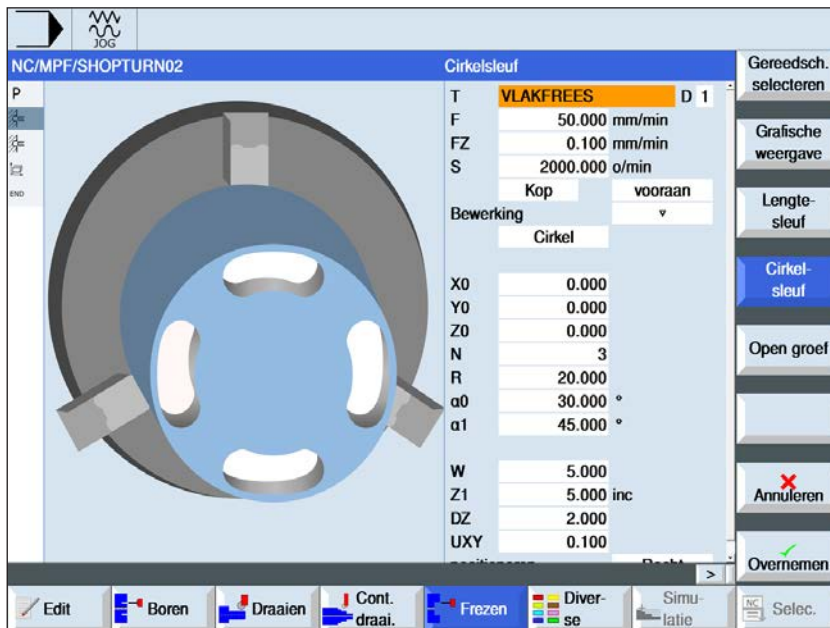 JOG
NC/MPF/SHOPTURN02
Cirkelsleuf
P
END
T VLAKFREES D 1
F 50.000 mm/min
FZ 0.100 mm/min
S 2000.000 o/min
Kop vooraan
Bewerking ▿
Cirkel
X0 0.000
Y0 0.000
Z0 0.000
N 3
R 20.000
α0 30.000 °
α1 45.000 °
W 5.000
Z1 5.000 inc
DZ 2.000
UXY 0.100
>
Gereedsch.
selecteren
Grafische
weergave
Lengte-
sleuf
Cirkel-
sleuf
Open groef
Annuleren
Overnemen
Edit
Boren
Draaien
Cont.
draai.
Frezen
Diver-
se
Simu-
latie
NC
Selec.